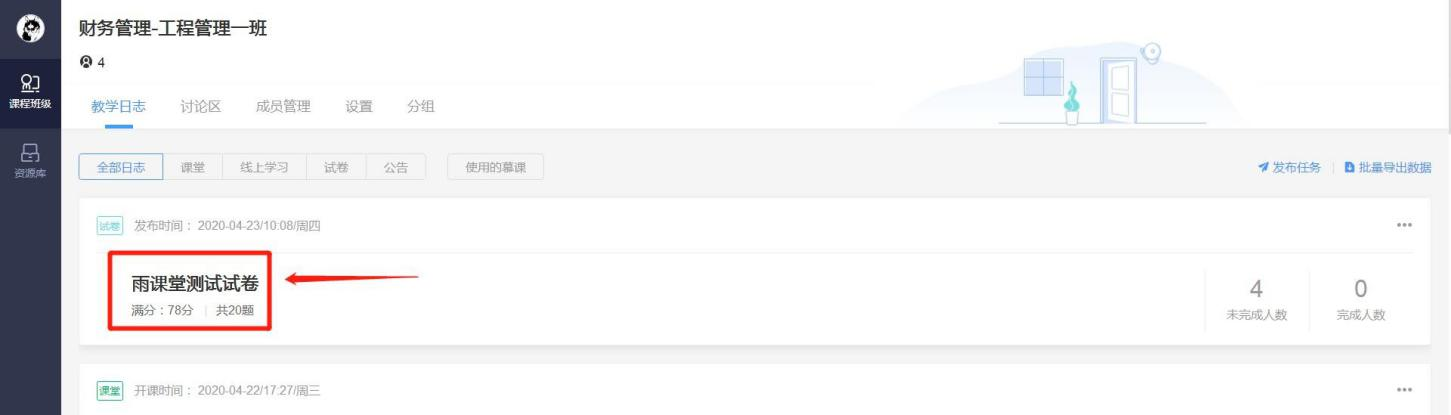 财务管理-工程管理一班
4
课程班级
教学日志 讨论区 成员管理 设置 分组
资源库
全部日志 课堂 线上学习 试卷 公告 使用的慕课 发布任务 批量导出数据
试卷 发布时间： 2020-04-23/10:08/周四
雨课堂测试试卷
满分：78分 | 共20题
4 0
未完成人数 完成人数
课堂 开课时间： 2020-04-22/17:27/周三